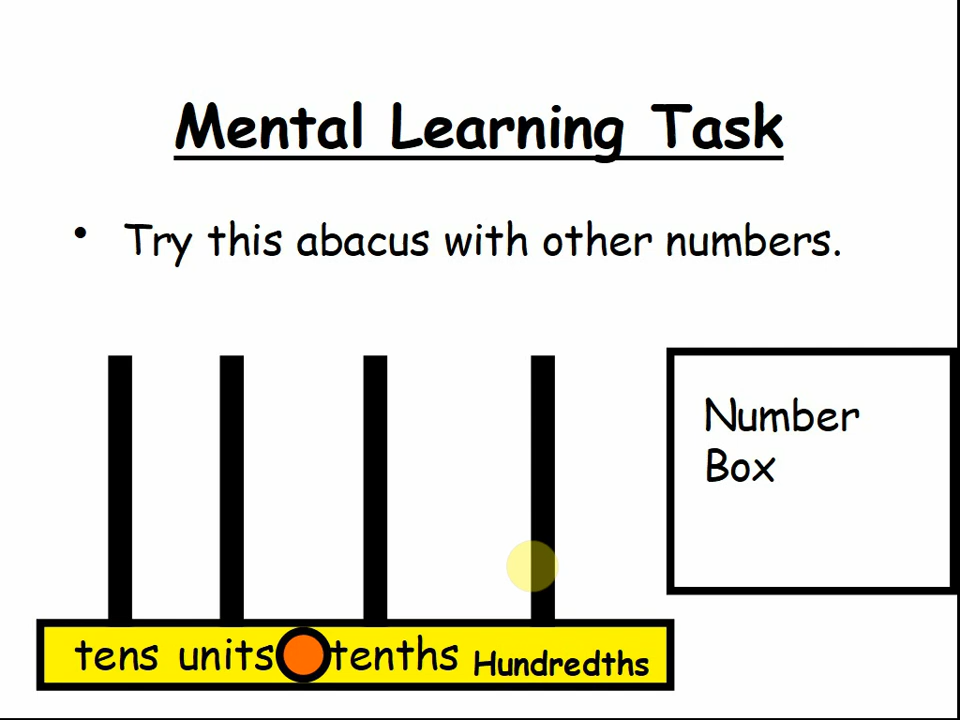 Mental Learning Task
• Try this abacus with other numbers.
Number
Box
tens units tenths Hundredths